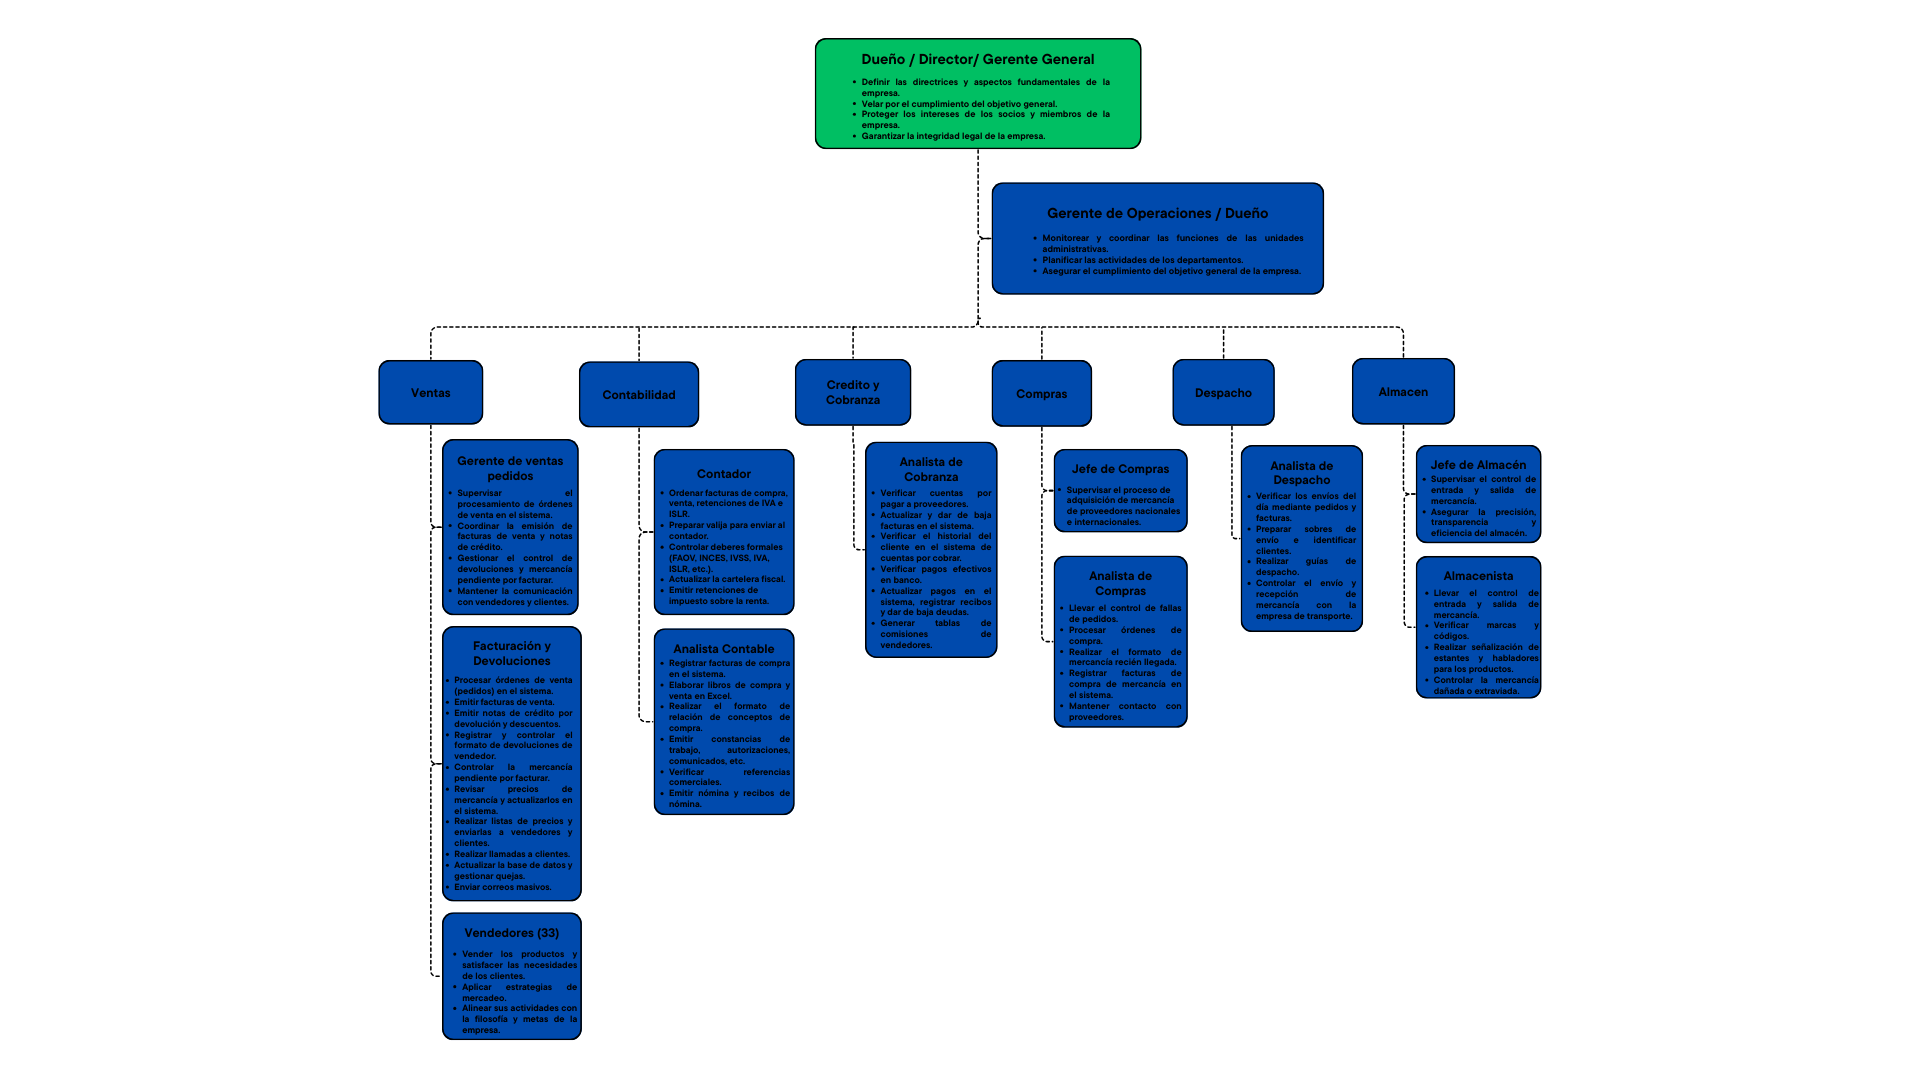 Dueño / Director/ Gerente General
• Definir las directrices y aspectos fundamentales de la
empresa.
• Velar por el cumplimiento del objetivo general.
• Proteger los intereses de los socios y miembros de la
empresa.
• Garantizar la integridad legal de la empresa.
Gerente de Operaciones / Dueño
• Monitorear y coordinar las funciones de las unidades
administrativas.
• Planificar las actividades de los departamentos.
• Asegurar el cumplimiento del objetivo general de la empresa.
Ventas
Contabilidad
Credito y
Cobranza
Compras
Despacho
Almacen
Gerente de ventas
pedidos
• Supervisar el
procesamiento de órdenes
de venta en el sistema.
• Coordinar la emisión de
facturas de venta y notas
de crédito.
• Gestionar el control de
devoluciones y mercancía
pendiente por facturar.
• Mantener la comunicación
con vendedores y clientes.
Facturación y
Devoluciones
• Procesar órdenes de venta
(pedidos) en el sistema.
• Emitir facturas de venta.
• Emitir notas de crédito por
devolución y descuentos.
• Registrar y controlar el
formato de devoluciones de
vendedor.
• Controlar la mercancía
pendiente por facturar.
• Revisar precios de
mercancía y actualizarlos en
el sistema.
• Realizar listas de precios y
enviarlas a vendedores y
clientes.
• Realizar llamadas a clientes.
• Actualizar la base de datos y
gestionar quejas.
• Enviar correos masivos.
Vendedores (33)
• Vender los productos y
satisfacer las necesidades
de los clientes.
• Aplicar estrategias de
mercadeo.
• Alinear sus actividades con
la filosofía y metas de la
empresa.
Contador
• Ordenar facturas de compra,
venta, retenciones de IVA e
ISLR.
• Preparar valija para enviar al
contador.
• Controlar deberes formales
(FAOV, INCES, IVSS, IVA,
ISLR, etc.).
• Actualizar la cartelera fiscal.
• Emitir retenciones de
impuesto sobre la renta.
Analista Contable
• Registrar facturas de compra
en el sistema.
• Elaborar libros de compra y
venta en Excel.
• Realizar el formato de
relación de conceptos de
compra.
• Emitir constancias de
trabajo, autorizaciones,
comunicados, etc.
• Verificar referencias
comerciales.
• Emitir nómina y recibos de
nómina.
Analista de
Cobranza
• Verificar cuentas por
pagar a proveedores.
• Actualizar y dar de baja
facturas en el sistema.
• Verificar el historial del
cliente en el sistema de
cuentas por cobrar.
• Verificar pagos efectivos
en banco.
• Actualizar pagos en el
sistema, registrar recibos
y dar de baja deudas.
• Generar tablas de
comisiones de
vendedores.
Jefe de Compras
• Supervisar el proceso de
adquisición de mercancía
de proveedores nacionales
e internacionales.
Analista de
Compras
• Llevar el control de fallas
de pedidos.
• Procesar órdenes de
compra.
• Realizar el formato de
mercancía recién llegada.
• Registrar facturas de
compra de mercancía en
el sistema.
• Mantener contacto con
proveedores.
Analista de
Despacho
• Verificar los envíos del
día mediante pedidos y
facturas.
• Preparar sobres de
envío e identificar
clientes.
• Realizar guías de
despacho.
• Controlar el envío y
recepción de
mercancía con la
empresa de transporte.
Jefe de Almacén
• Supervisar el control de
entrada y salida de
mercancía.
• Asegurar la precisión,
transparencia y
eficiencia del almacén.
Almacenista
• Llevar el control de
entrada y salida de
mercancía.
• Verificar marcas y
códigos.
• Realizar señalización de
estantes y habladores
para los productos.
• Controlar la mercancía
dañada o extraviada.